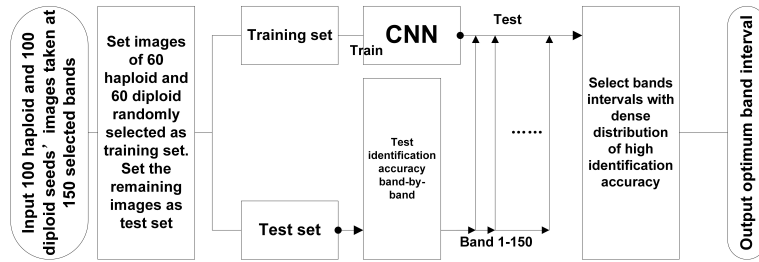 Input 100 haploid and 100
diploid seeds' images taken at
150 selected bands
Set images
of 60
haploid and
60 diploid
randomly
selected as
training set.
Set the
remaining
images as
test set
Training set
Train
CNN
Test
Test set
Test
identification
accuracy
band-by-
band
......
Band 1-150
Select bands
intervals with
dense
distribution
of high
identification
accuracy
Output optimum band interval